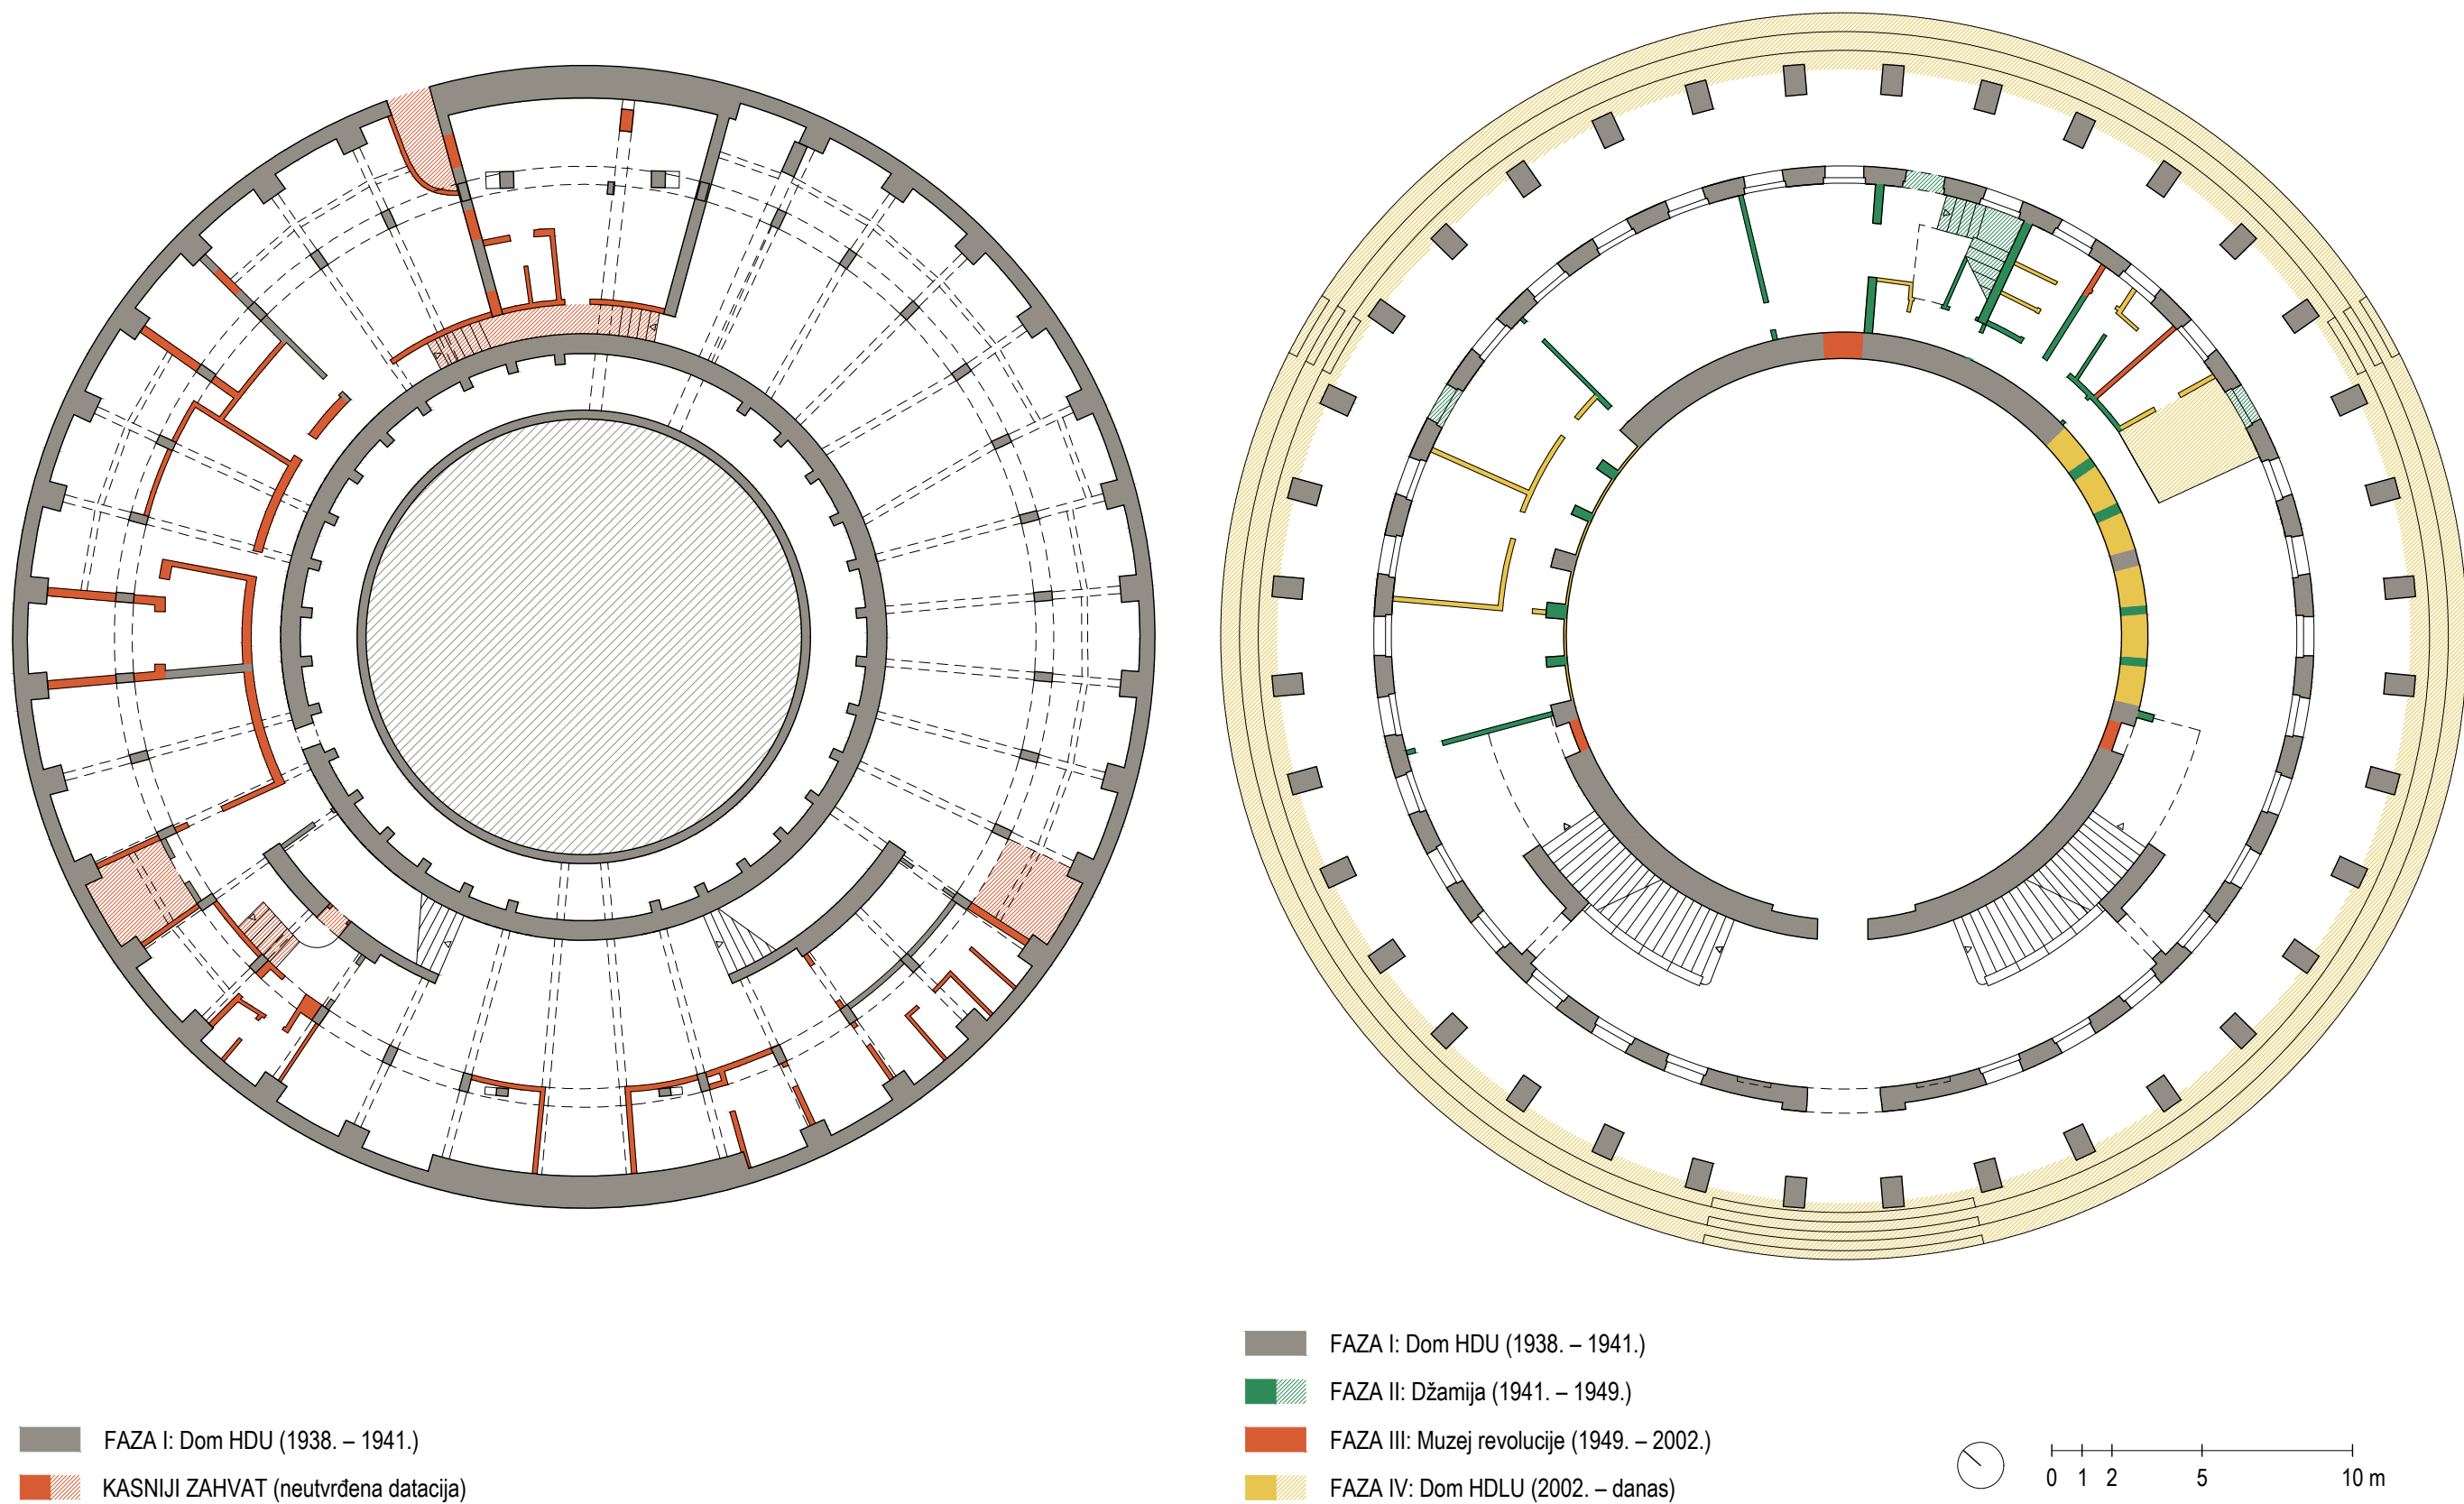 FAZA I: Dom HDU (1938. – 1941.)
KASNIJI ZAHVAT (neutvrđena datacija)
FAZA I: Dom HDU (1938. – 1941.)
FAZA II: Džamija (1941. – 1949.)
FAZA III: Muzej revolucije (1949. – 2002.)
FAZA IV: Dom HDLU (2002. – danas)
0 1 2 5 10 m